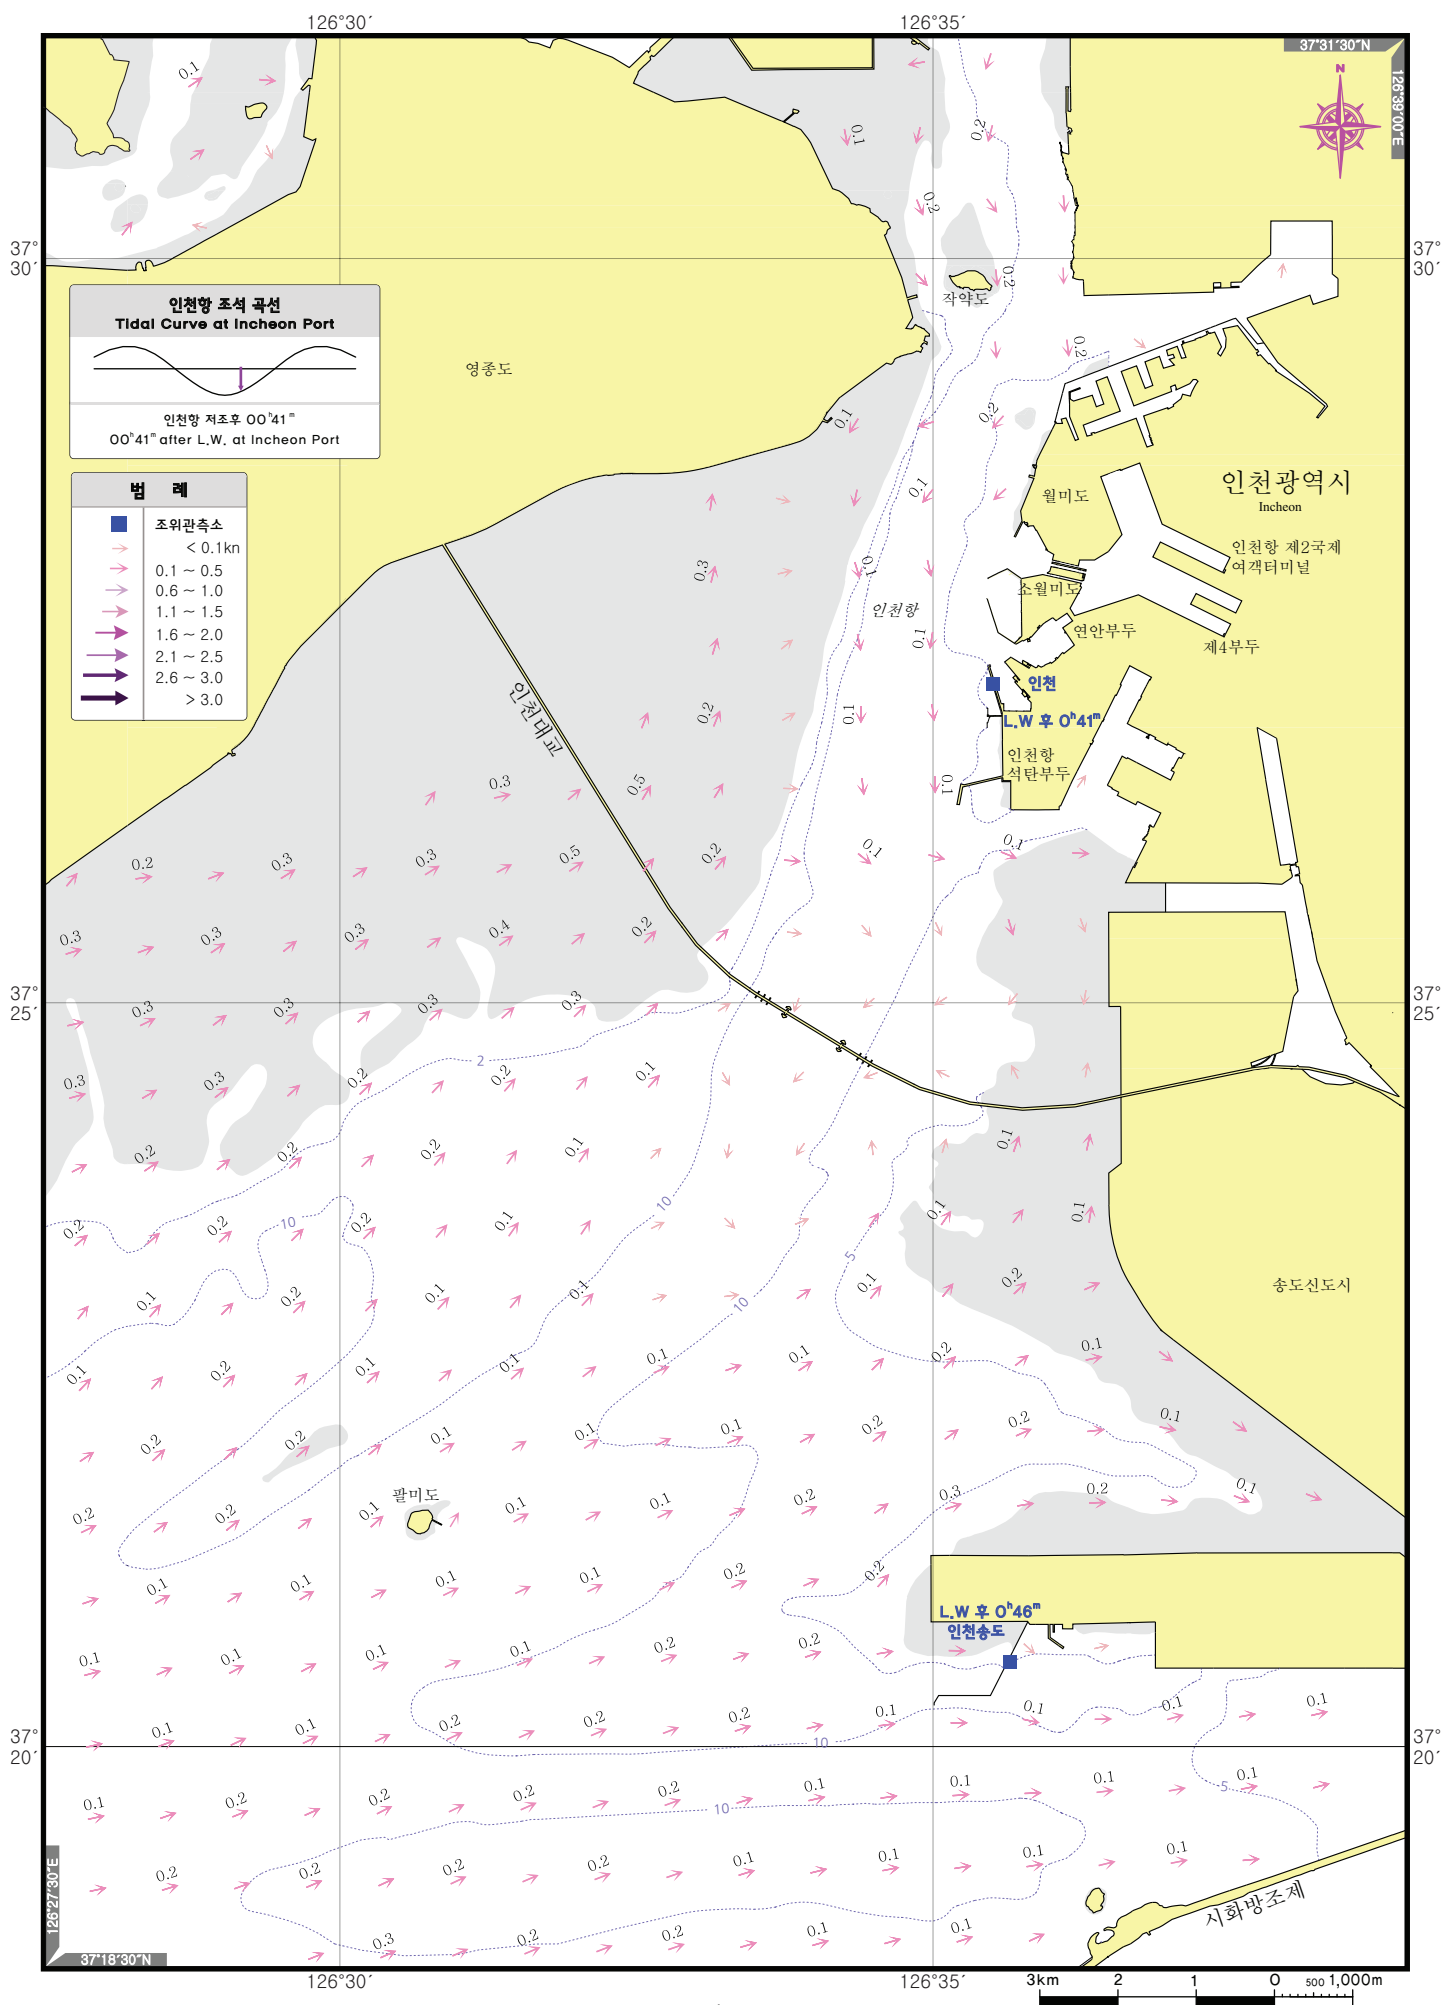 126°30′
126°35′
37°31′30″N
126°39′00″E
N
37°
30′
37°
30′
인천항 조석 곡선
Tidal Curve at Incheon Port
인천항 저조후 00ʰ41ᵐ
00ʰ41ᵐ after L.W. at Incheon Port
범 례
조위관측소
< 0.1kn
0.1 ~ 0.5
0.6 ~ 1.0
1.1 ~ 1.5
1.6 ~ 2.0
2.1 ~ 2.5
2.6 ~ 3.0
> 3.0
영종도
작약도
월미도
인천광역시
Incheon
인천항 제2국제
여객터미널
소월미도
인천항
연안부두
제4부두
인천
L.W 후 0ʰ41ᵐ
인천대교
인천항
석탄부두
37°
25′
37°
25′
송도신도시
팔미도
L.W 후 0ʰ46ᵐ
인천송도
37°
20′
37°
20′
시화방조제
126°27′30″E
37°18′30″N
126°30′
126°35′
3km 2 1 0 500 1,000m